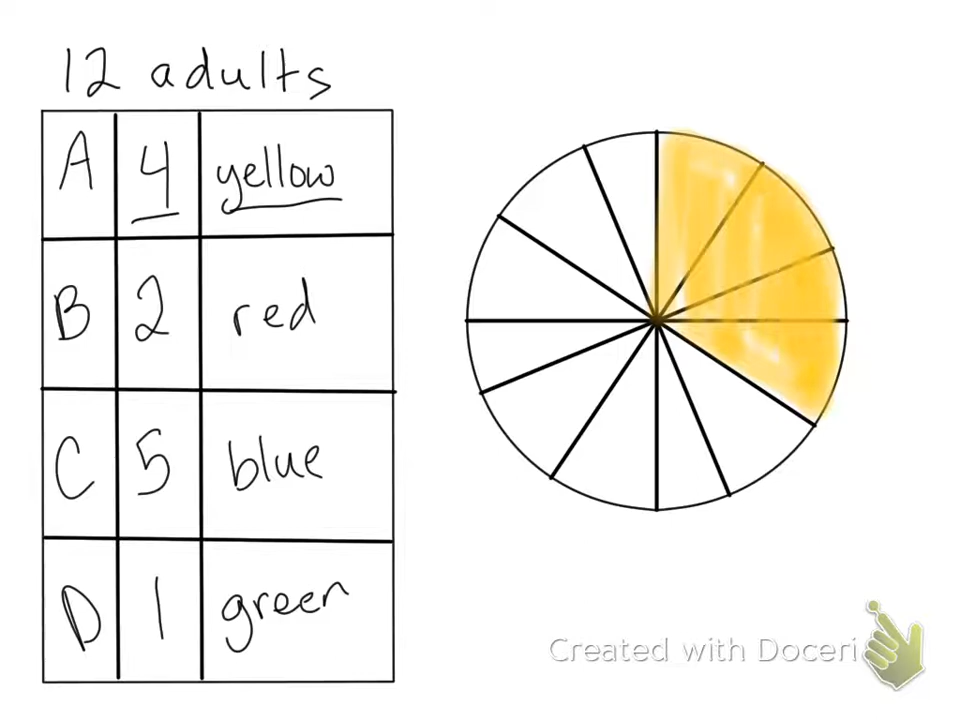 12 adults
A 4 yellow
B 2 red
C 5 blue
D 1 green
Created with Doceri